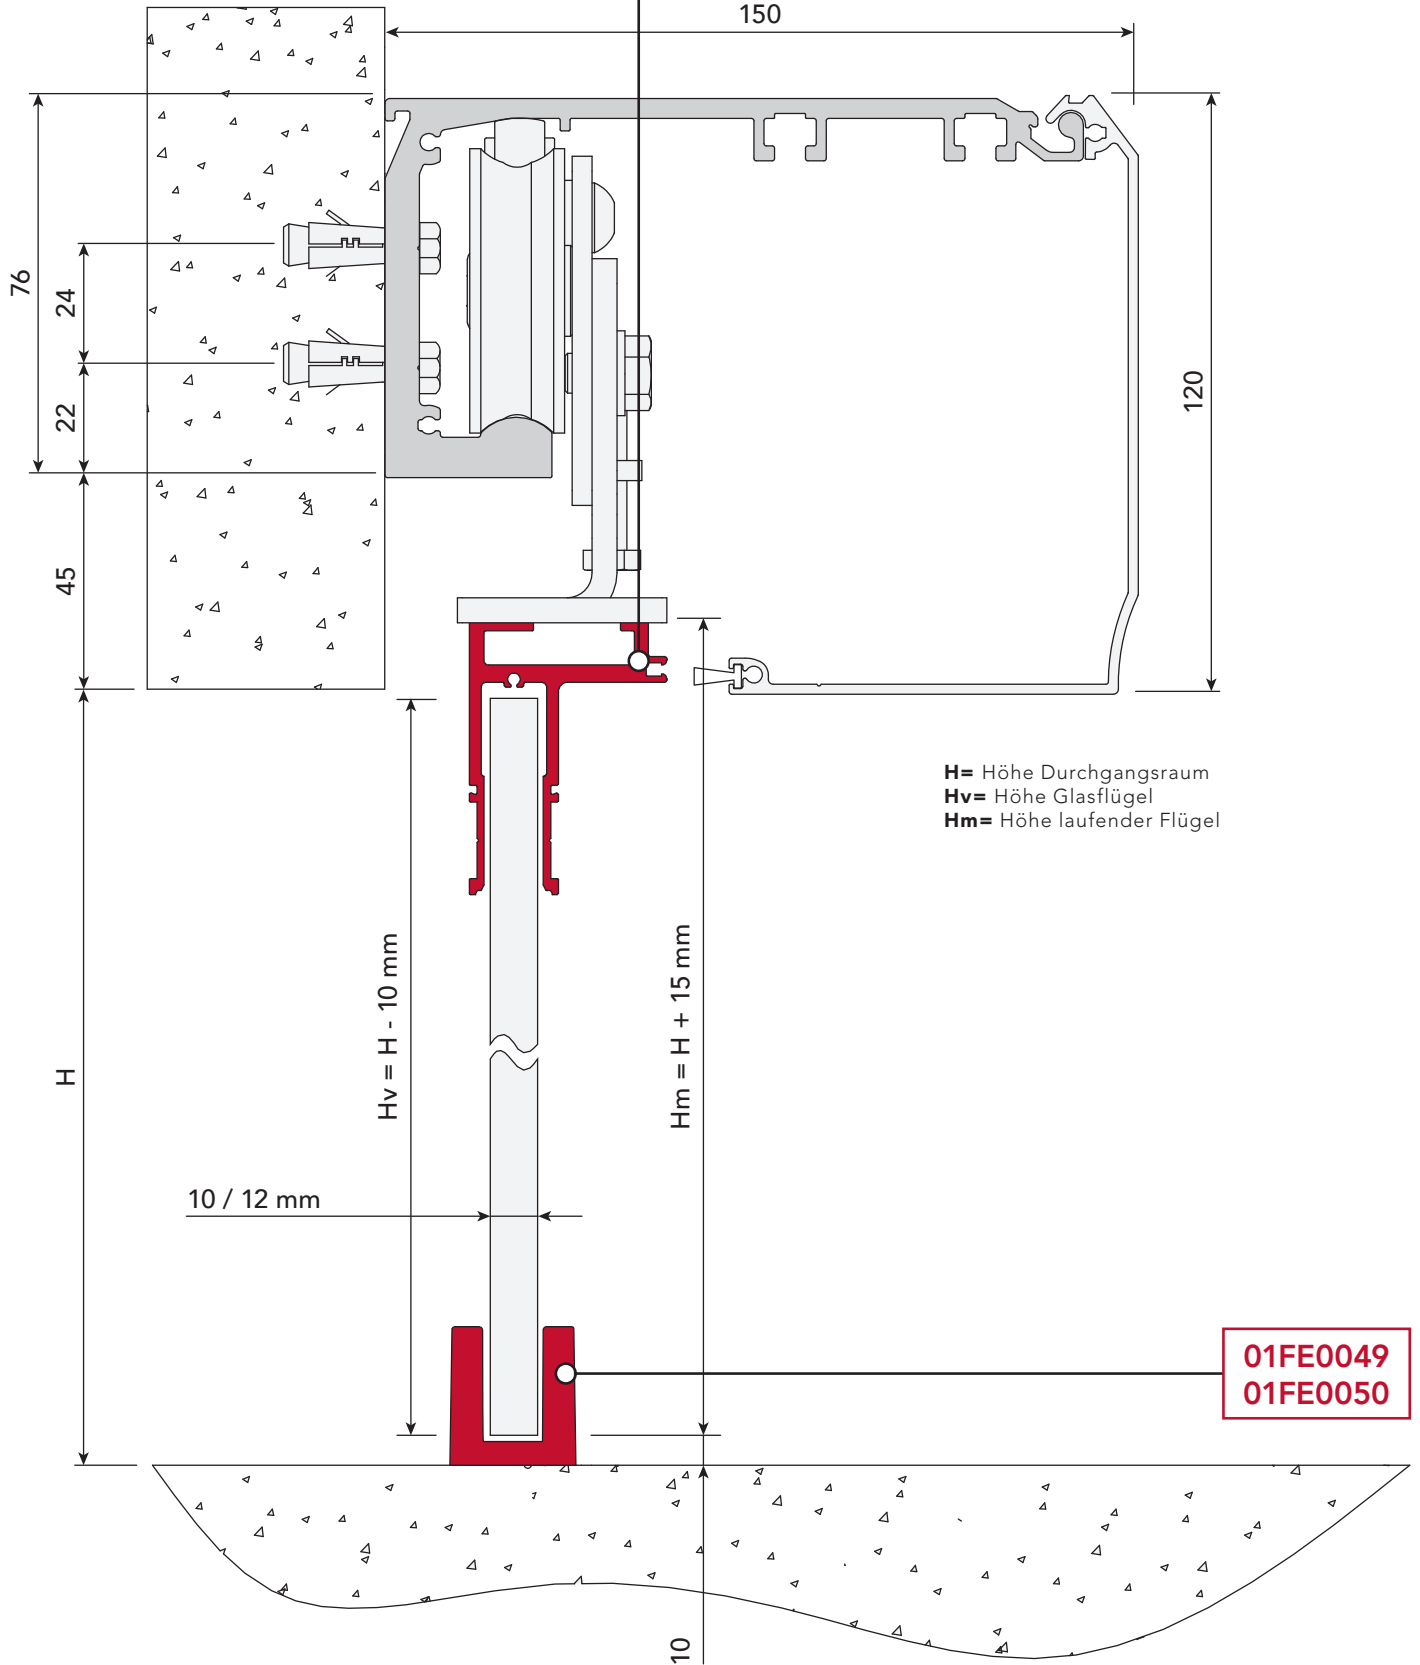 150
76
24
22
120
45
H= Höhe Durchgangsraum
Hv= Höhe Glasflügel
Hm= Höhe laufender Flügel
Hv = H - 10 mm
Hm = H + 15 mm
H
10 / 12 mm
01FE0049
01FE0050
10